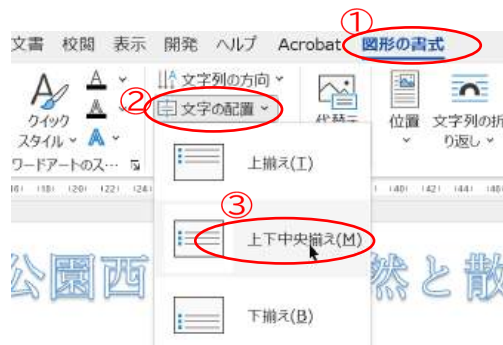 ①
文書 校閲 表示 開発 ヘルプ Acrobat 図形の書式
文字列の方向
② 文字の配置
クイック
スタイル
代替テ
位置 文字列の折
り返し
ワードアートのス…
上揃え(I)
③
上下中央揃え(M)
公園西 然と散
下揃え(B)